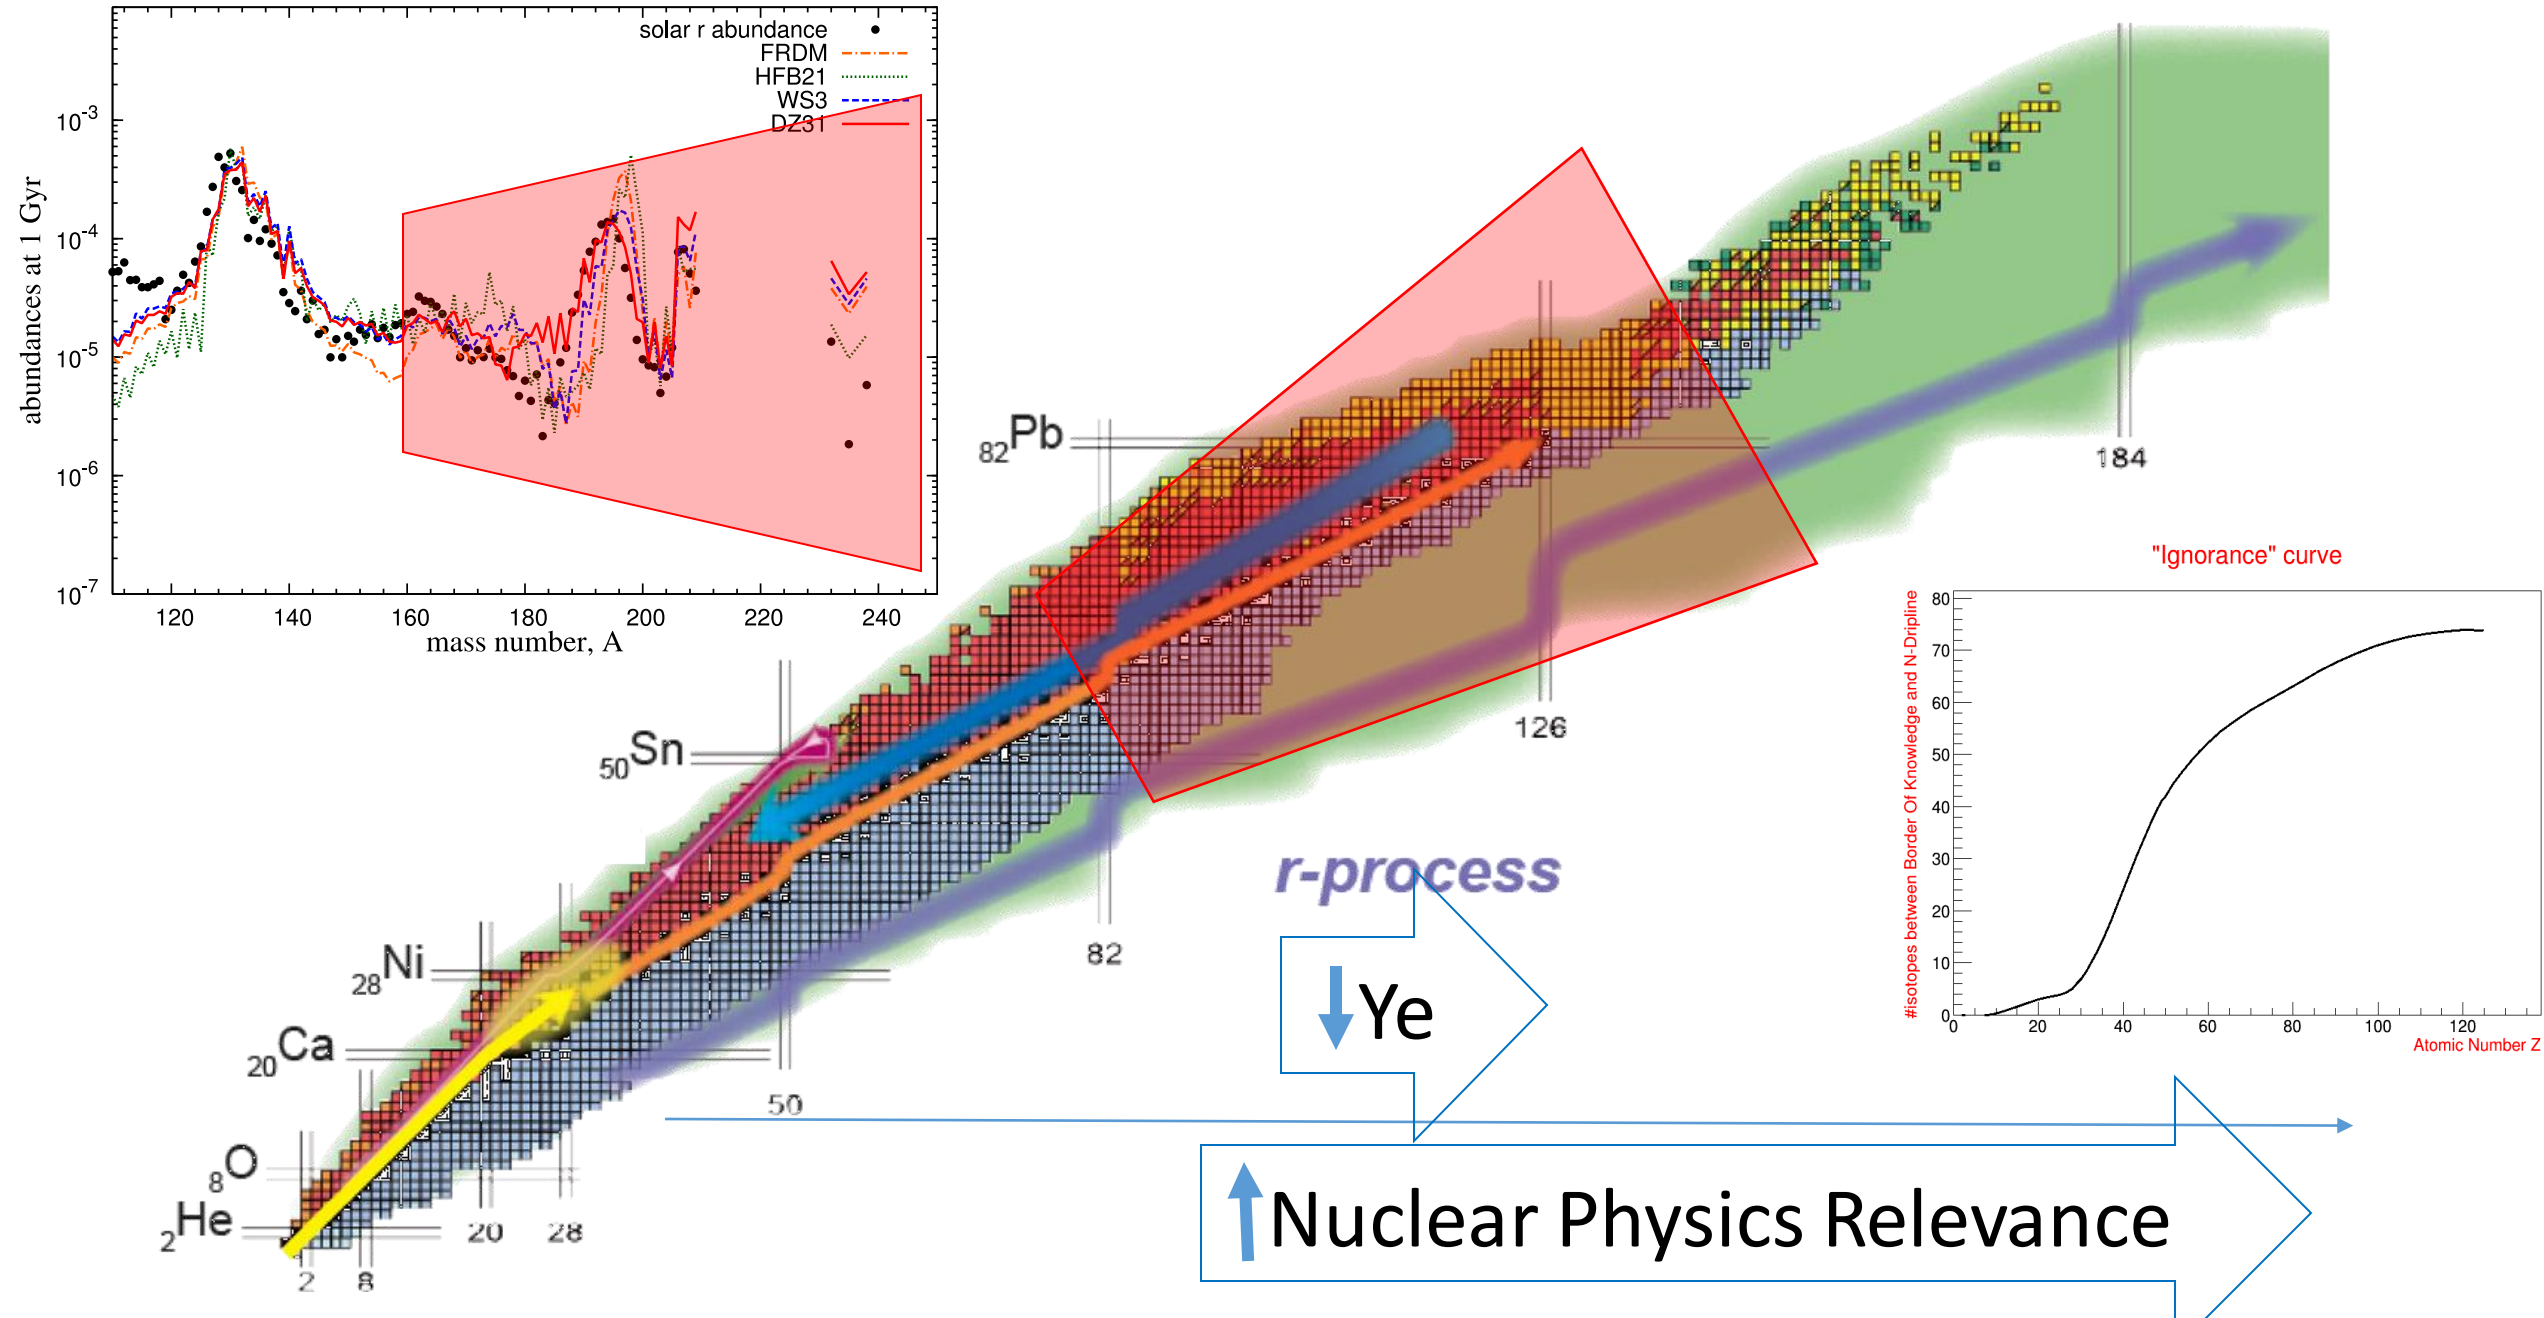 solar r abundance
FRDM
HFB21
WS3
DZ31
abundances at 1 Gyr
10-3
10-4
10-5
10-6
10-7
120 140 160 180 200 220 240
mass number, A
82Pb
184
"Ignorance" curve
50Sn
126
#isotopes between Border Of Knowledge and N-Dripline
80
70
60
50
40
30
20
10
0
0 20 40 60 80 100 120
Atomic Number Z
r-process
82
28Ni
Ye
20Ca
50
8O
2He
20 28
2 8
Nuclear Physics Relevance